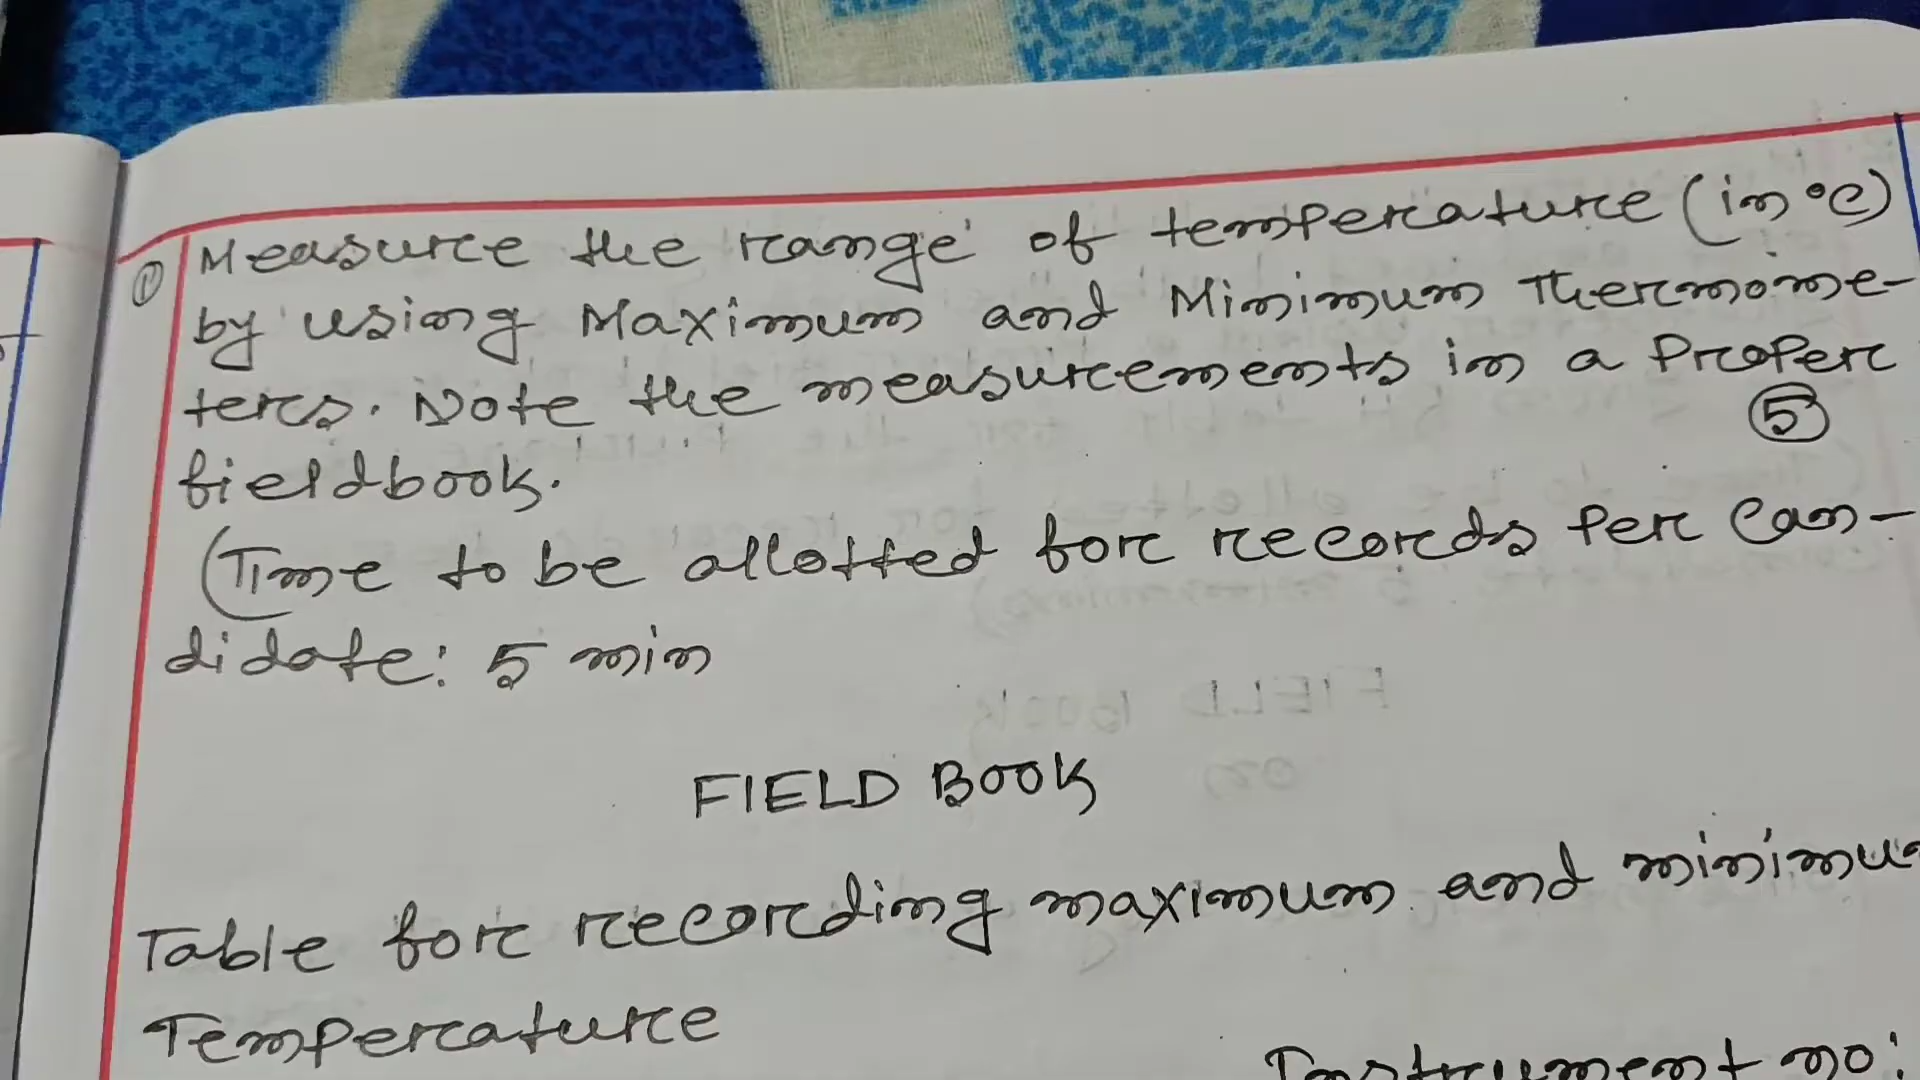 ① Measure the range of temperature (in °C)
by using Maximum and Minimum Thermome-
ters. Note the measurements in a Proper
⑤
fieldbook.
(Time to be allotted for records Per Can-
didate: 5 min
FIELD BOOK
Table for recording maximum and minimu
Temperature
Instrument no: